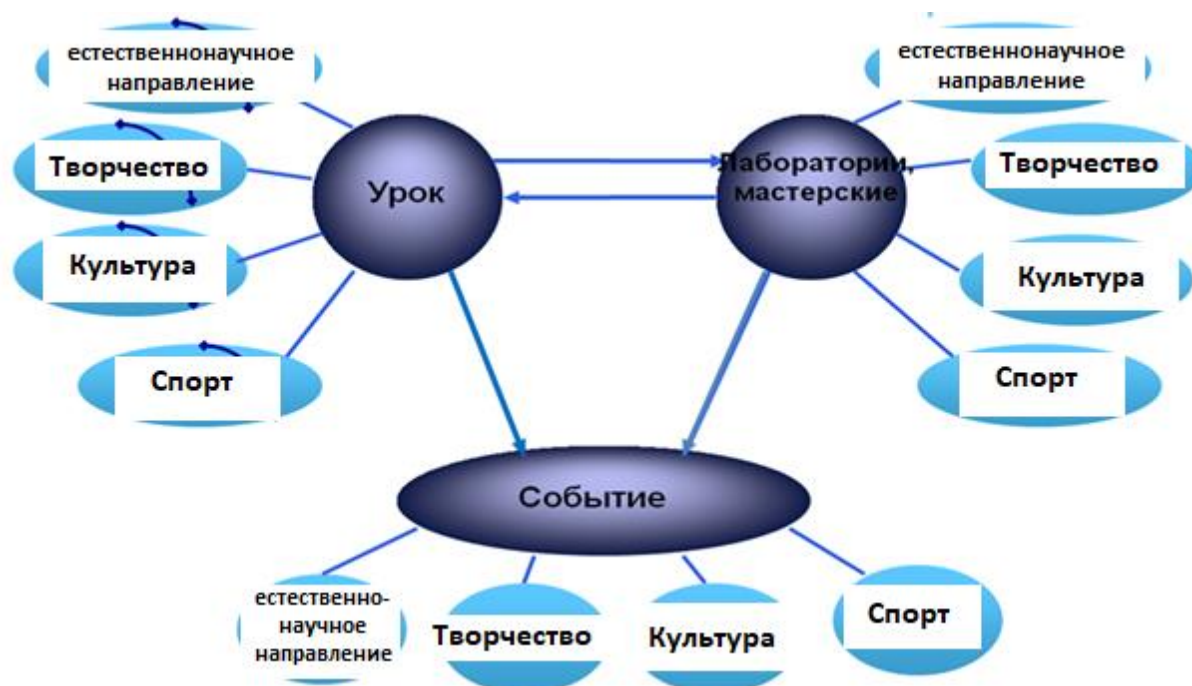 естественнонаучное
направление
Творчество
Культура
Спорт
Урок
Лаборатории,
мастерские
естественнонаучное
направление
Творчество
Культура
Спорт
Событие
естественно-
научное
направление
Творчество
Культура
Спорт